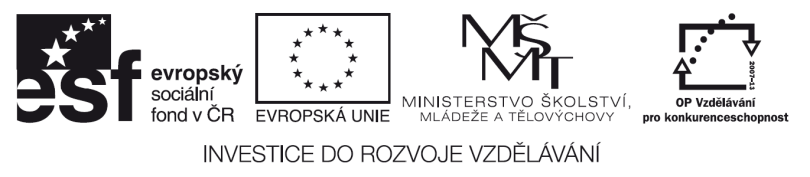 esf
evropský
sociální
fond v ČR
EVROPSKÁ UNIE
MŠMT
MINISTERSTVO ŠKOLSTVÍ,
MLÁDEŽE A TĚLOVÝCHOVY
2007-13
OP Vzdělávání
pro konkurenceschopnost
INVESTICE DO ROZVOJE VZDĚLÁVÁNÍ